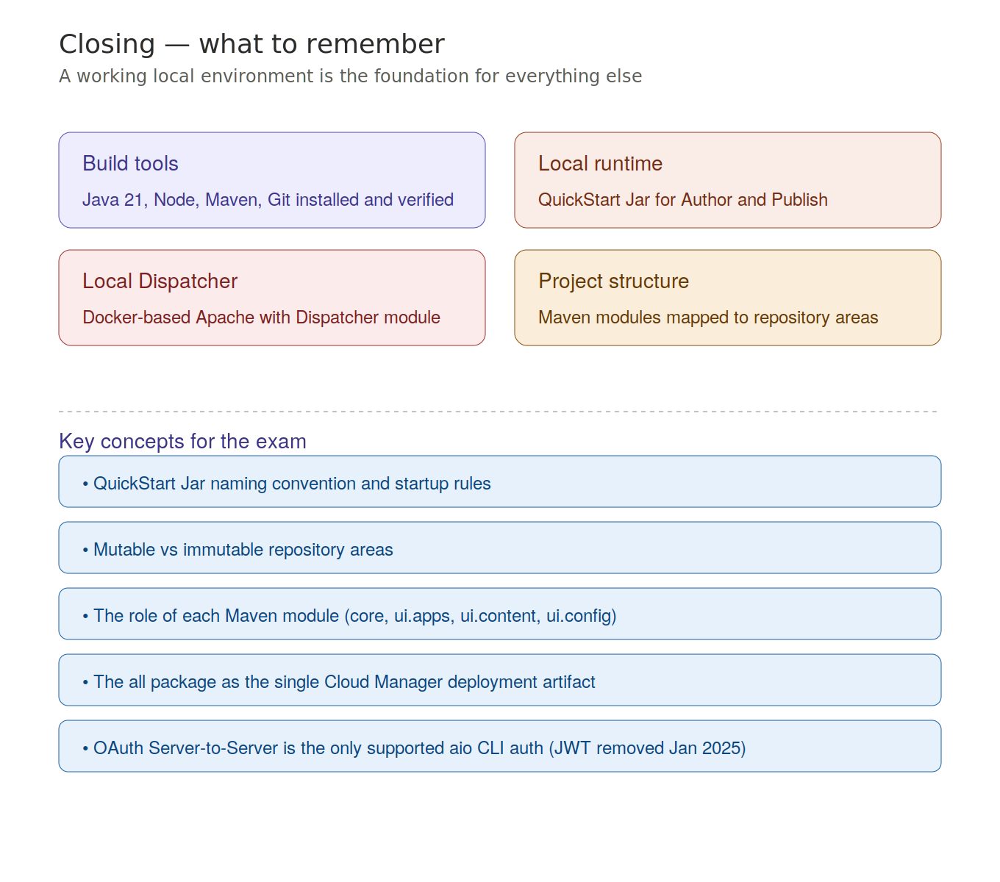 Closing — what to remember
A working local environment is the foundation for everything else
Build tools
Java 21, Node, Maven, Git installed and verified
Local runtime
QuickStart Jar for Author and Publish
Local Dispatcher
Docker-based Apache with Dispatcher module
Project structure
Maven modules mapped to repository areas
Key concepts for the exam
• QuickStart Jar naming convention and startup rules
• Mutable vs immutable repository areas
• The role of each Maven module (core, ui.apps, ui.content, ui.config)
• The all package as the single Cloud Manager deployment artifact
• OAuth Server-to-Server is the only supported aio CLI auth (JWT removed Jan 2025)